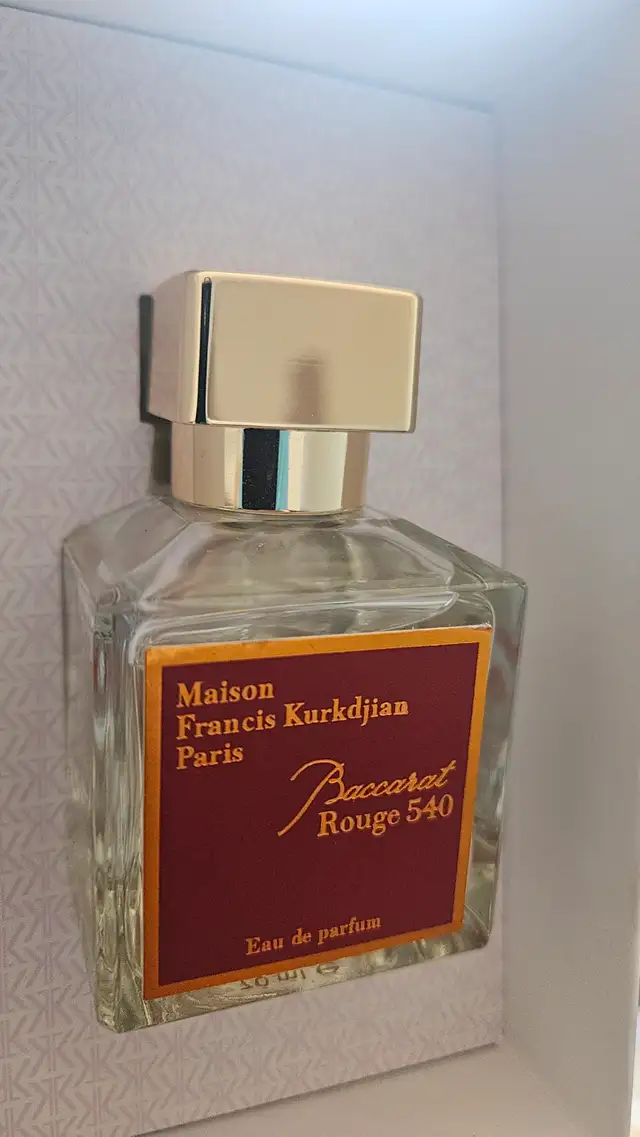 Maison
Francis Kurkdjian
Paris
Baccarat
Rouge 540
Eau de parfum